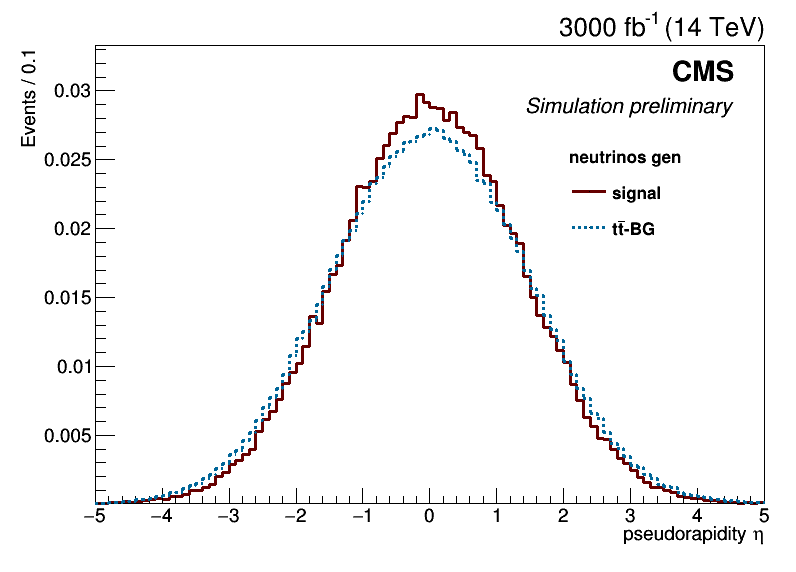 3000 fb⁻¹ (14 TeV)
Events / 0.1
CMS
Simulation preliminary
neutrinos gen
signal
tt̄-BG
0.03
0.025
0.02
0.015
0.01
0.005
−5 −4 −3 −2 −1 0 1 2 3 4 5
pseudorapidity η